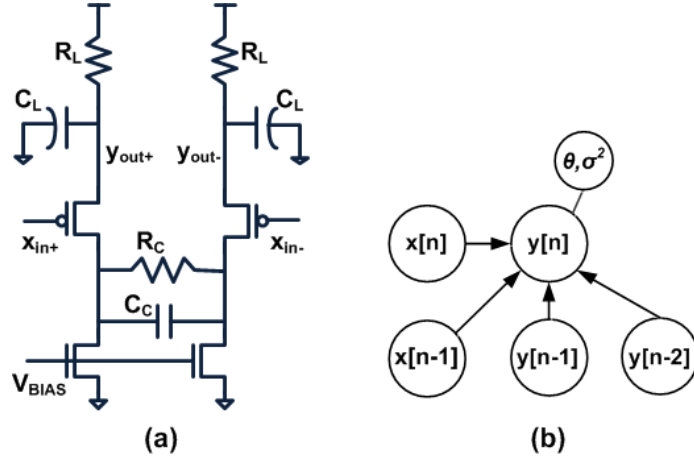 R_L
R_L
C_L
C_L
y_out+
y_out-
x_in+
x_in-
R_C
C_C
V_BIAS
(a)
θ,σ²
x[n]
y[n]
x[n-1]
y[n-1]
y[n-2]
(b)